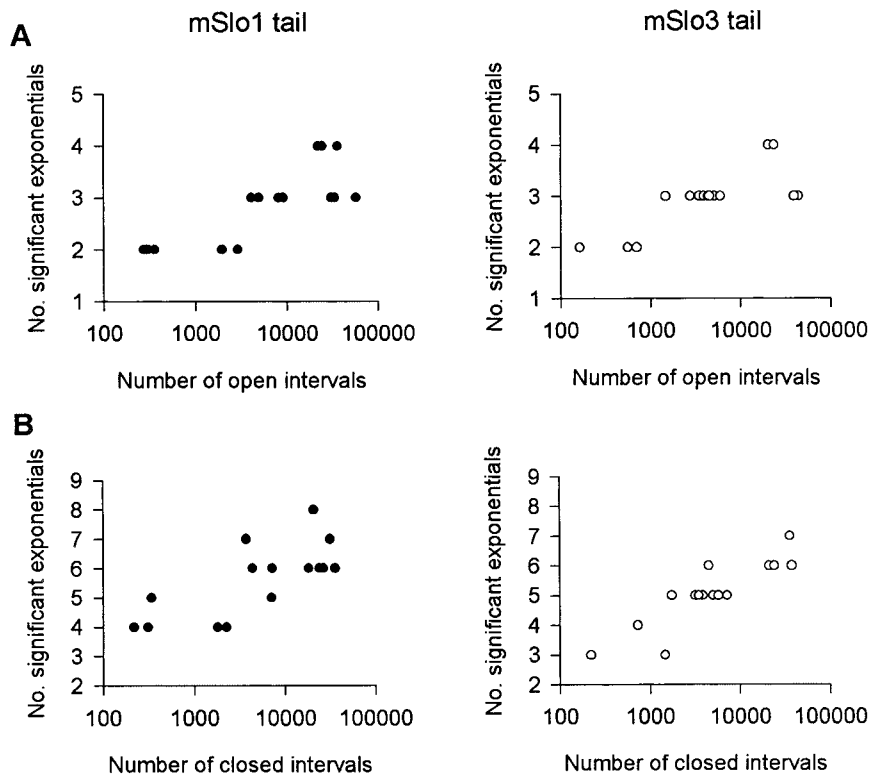 mSlo1 tail
mSlo3 tail
A
No. significant exponentials
5
4
3
2
1
100 1000 10000 100000
Number of open intervals
No. significant exponentials
5
4
3
2
1
100 1000 10000 100000
Number of open intervals
B
No. significant exponentials
9
8
7
6
5
4
3
2
100 1000 10000 100000
Number of closed intervals
No. significant exponentials
9
8
7
6
5
4
3
2
100 1000 10000 100000
Number of closed intervals